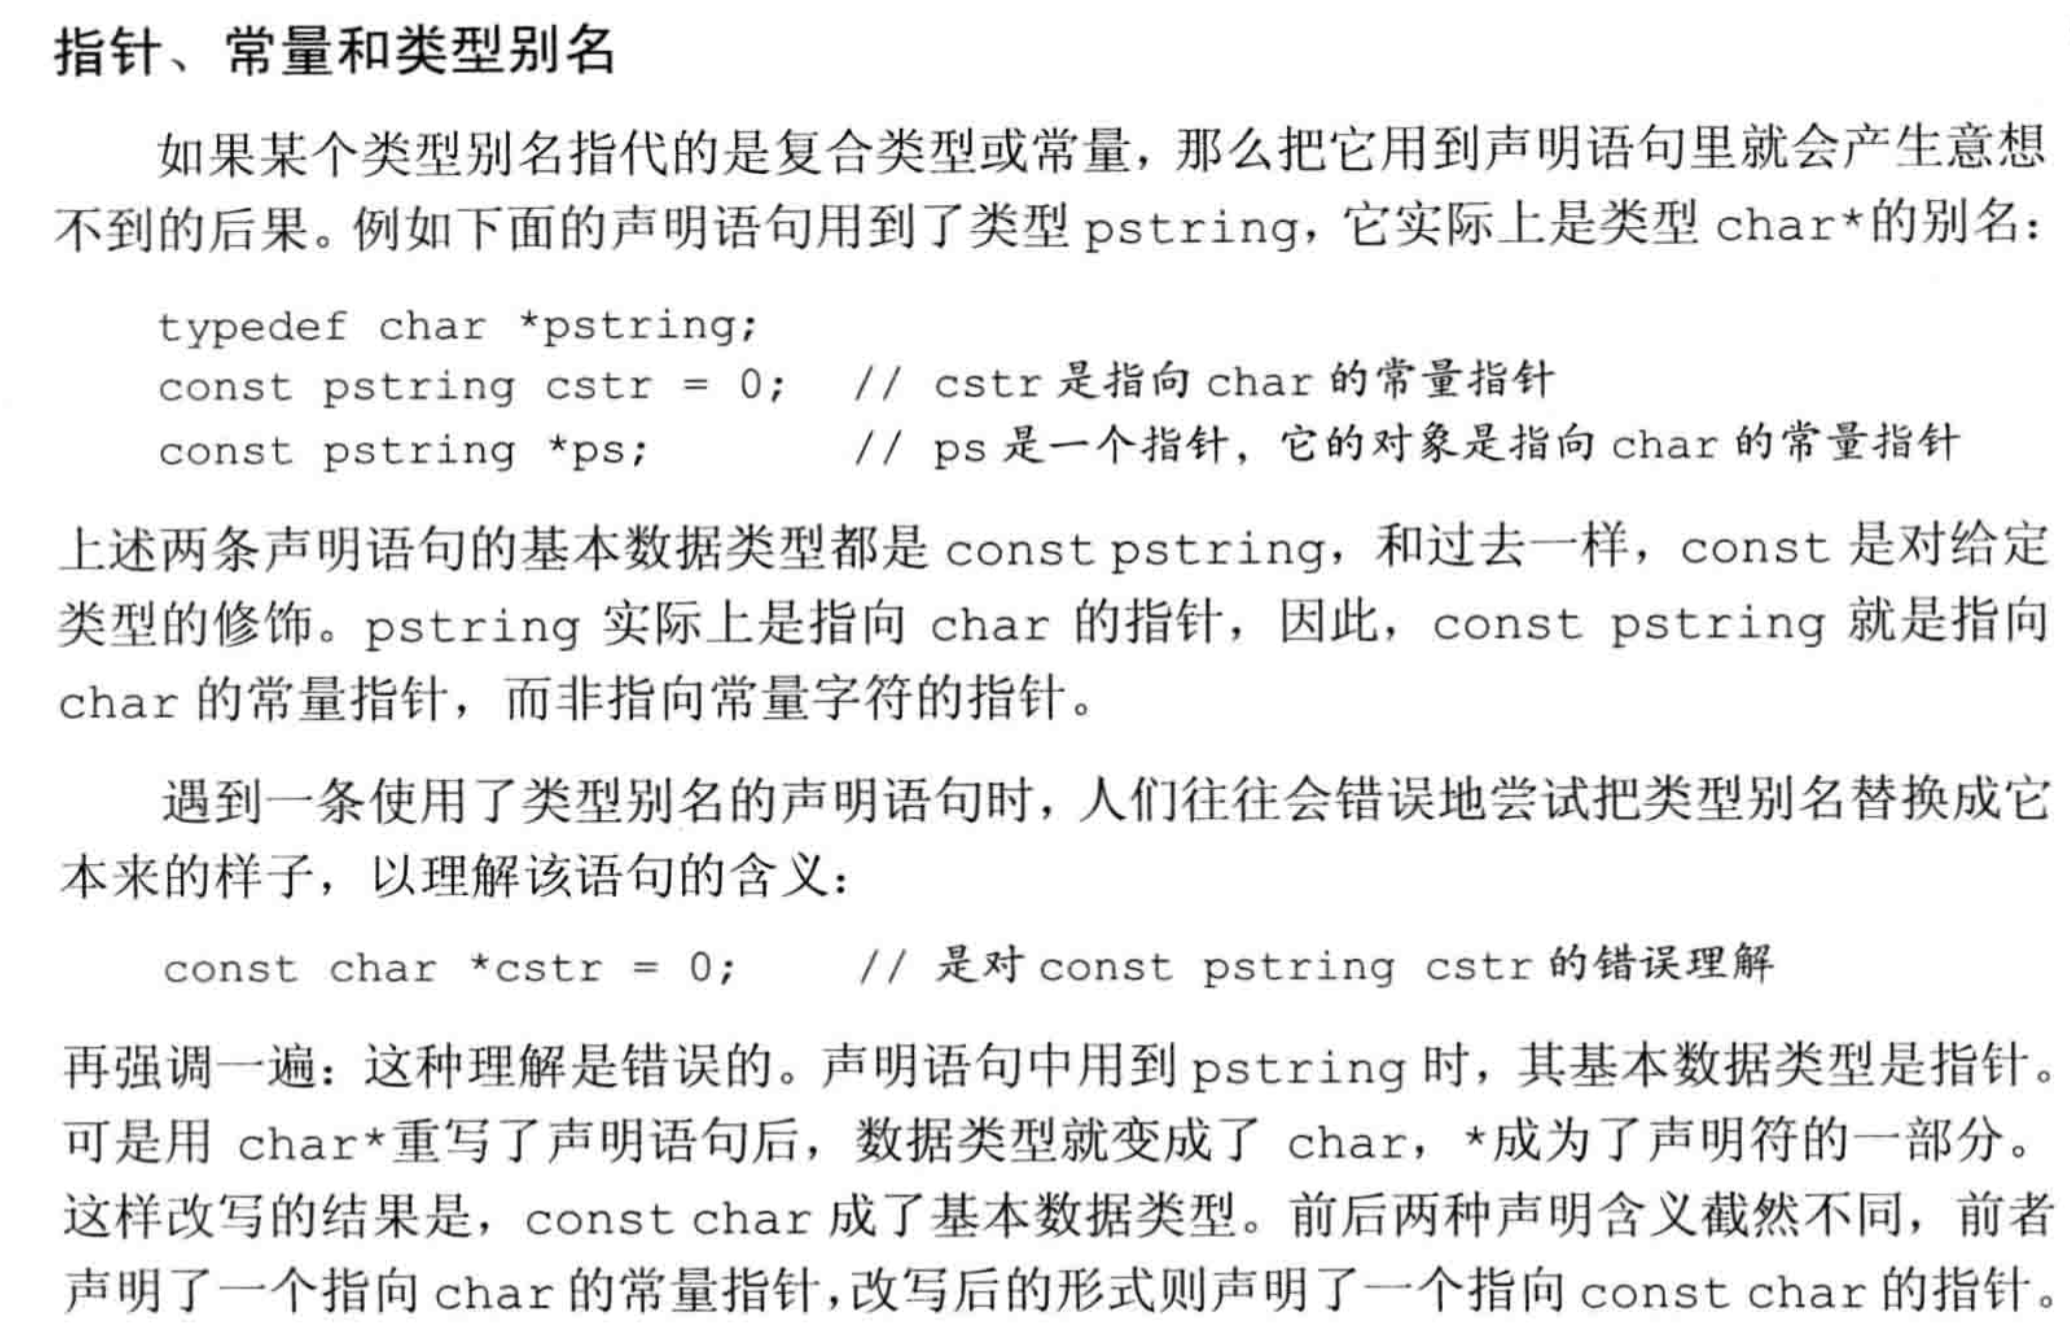 指针、常量和类型别名
如果某个类型别名指代的是复合类型或常量，那么把它用到声明语句里就会产生意想
不到的后果。例如下面的声明语句用到了类型 pstring，它实际上是类型 char*的别名：
typedef char *pstring;
const pstring cstr = 0; // cstr 是指向 char 的常量指针
const pstring *ps; // ps 是一个指针，它的对象是指向 char 的常量指针
上述两条声明语句的基本数据类型都是 const pstring，和过去一样，const 是对给定
类型的修饰。pstring 实际上是指向 char 的指针，因此，const pstring 就是指向
char 的常量指针，而非指向常量字符的指针。
遇到一条使用了类型别名的声明语句时，人们往往会错误地尝试把类型别名替换成它
本来的样子，以理解该语句的含义：
const char *cstr = 0; // 是对 const pstring cstr 的错误理解
再强调一遍：这种理解是错误的。声明语句中用到 pstring 时，其基本数据类型是指针。
可是用 char*重写了声明语句后，数据类型就变成了 char，*成为了声明符的一部分。
这样改写的结果是，const char 成了基本数据类型。前后两种声明含义截然不同，前者
声明了一个指向 char 的常量指针，改写后的形式则声明了一个指向 const char 的指针。